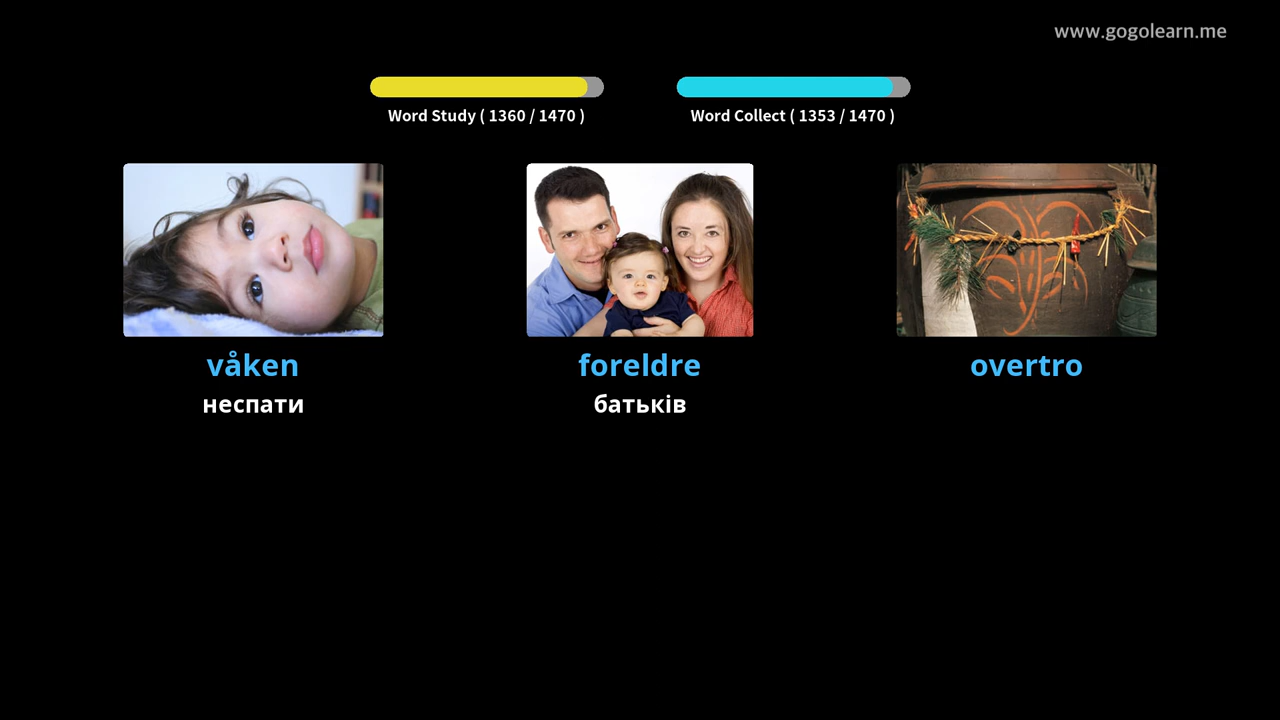 www.gogolearn.me
Word Study ( 1360 / 1470 )
Word Collect ( 1353 / 1470 )
våken
foreldre
overtro
неспати
батьків